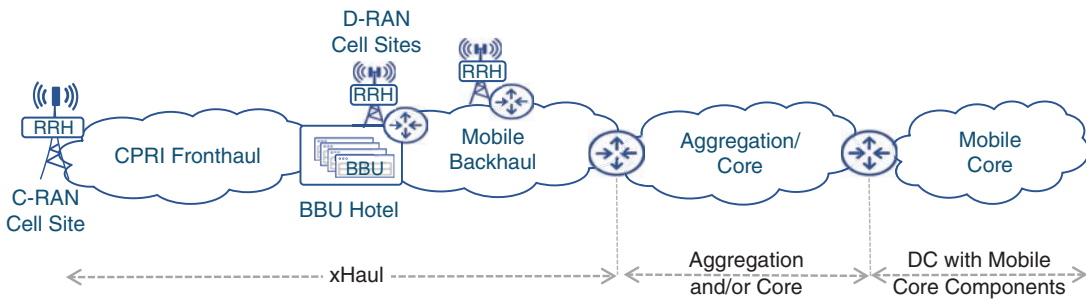 D-RAN
Cell Sites
RRH
RRH
RRH
CPRI Fronthaul
BBU
Mobile
Backhaul
Aggregation/
Core
Mobile
Core
C-RAN
Cell Site
BBU Hotel
xHaul
Aggregation
and/or Core
DC with Mobile
Core Components